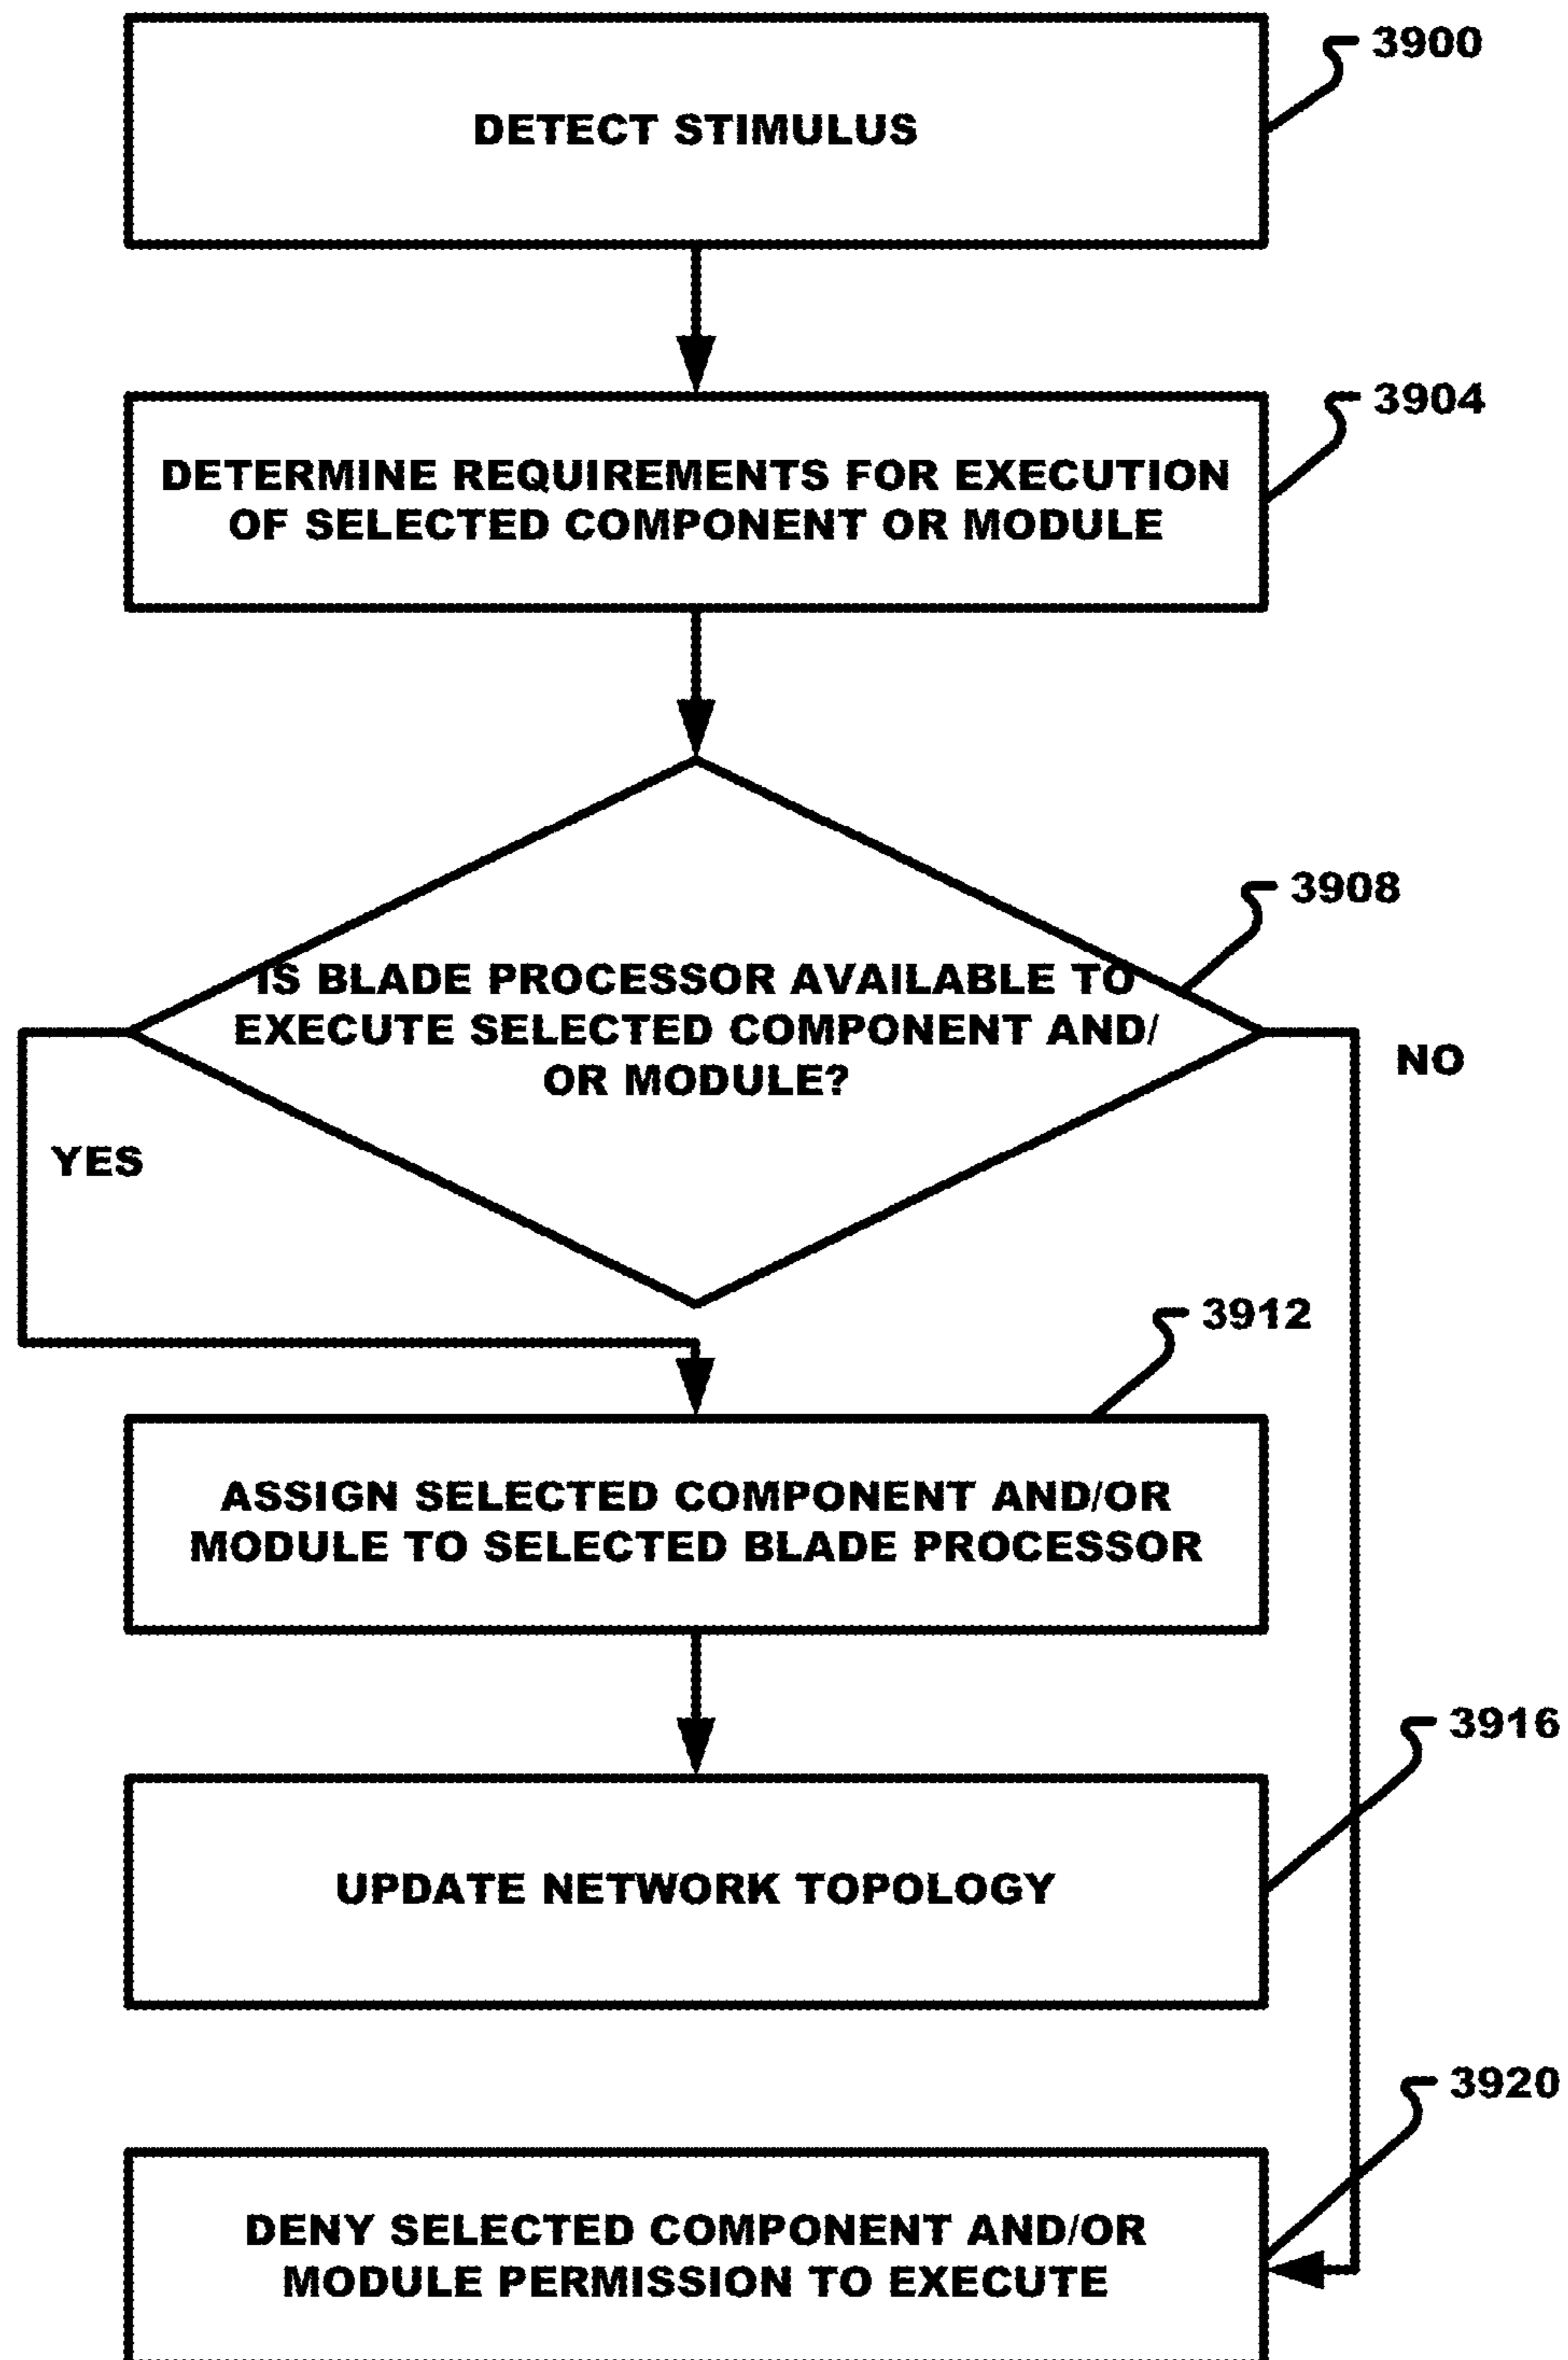 3900
DETECT STIMULUS
3904
DETERMINE REQUIREMENTS FOR EXECUTION
OF SELECTED COMPONENT OR MODULE
3908
IS BLADE PROCESSOR AVAILABLE TO
EXECUTE SELECTED COMPONENT AND/
OR MODULE?
NO
YES
3912
ASSIGN SELECTED COMPONENT AND/OR
MODULE TO SELECTED BLADE PROCESSOR
3916
UPDATE NETWORK TOPOLOGY
3920
DENY SELECTED COMPONENT AND/OR
MODULE PERMISSION TO EXECUTE